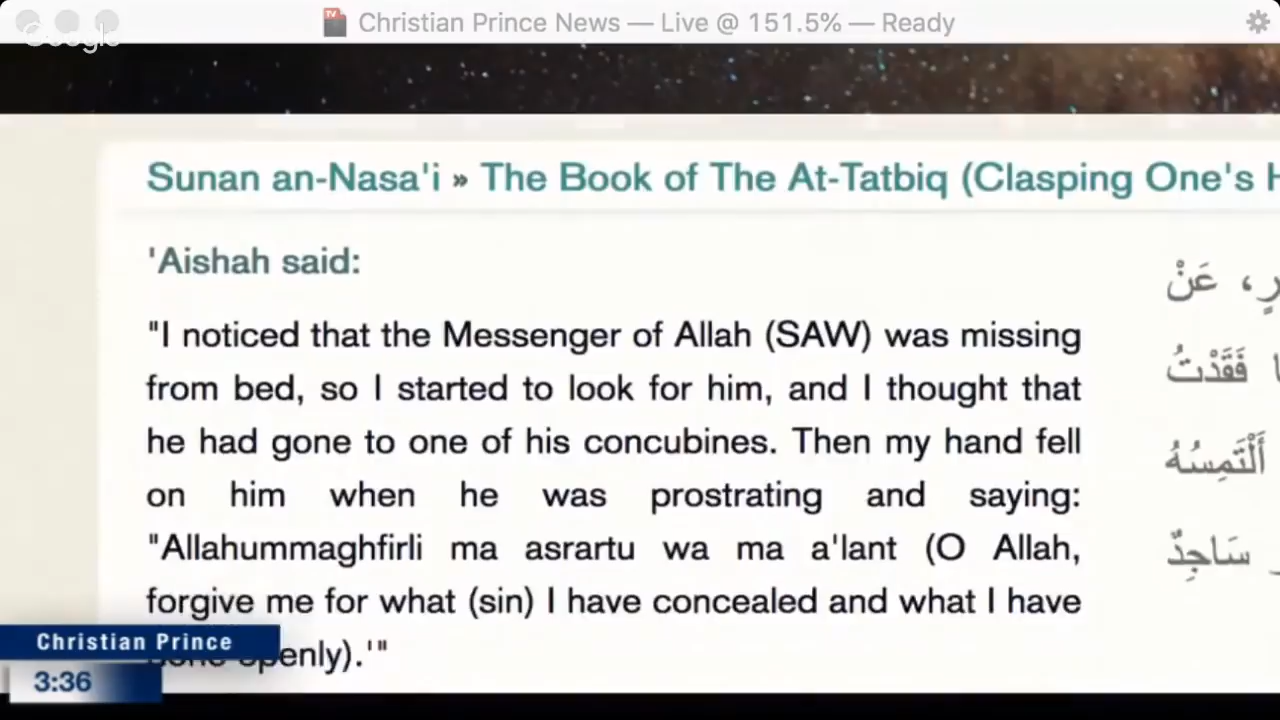 Christian Prince News — Live @ 151.5% — Ready
Google
Sunan an-Nasa'i » The Book of The At-Tatbiq (Clasping One's H
'Aishah said:
"I noticed that the Messenger of Allah (SAW) was missing
from bed, so I started to look for him, and I thought that
he had gone to one of his concubines. Then my hand fell
on him when he was prostrating and saying:
"Allahummaghfirli ma asrartu wa ma a'lant (O Allah,
forgive me for what (sin) I have concealed and what I have
openly).'"
عَنْ
فَقَدْتُ
أَلْتَمِسُهُ
سَاجِدٌ
Christian Prince
3:36